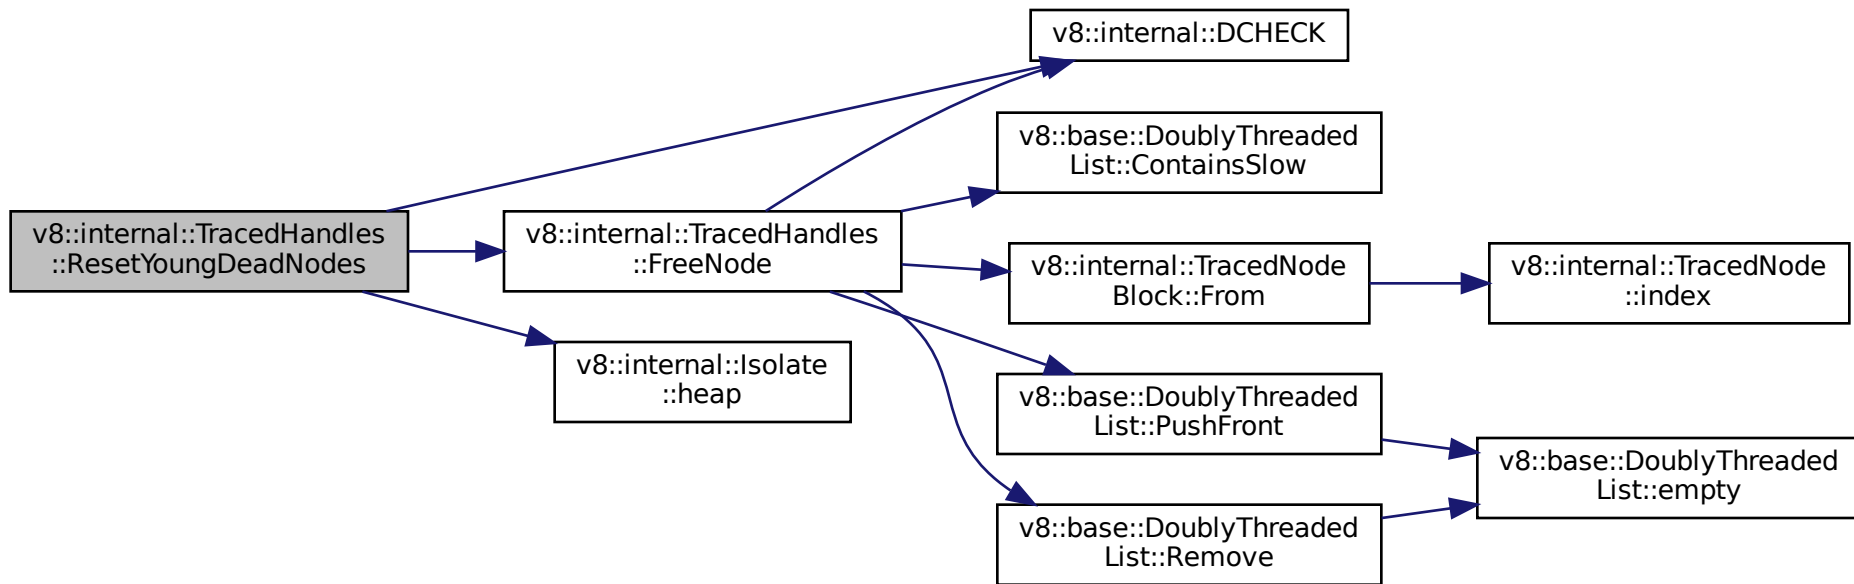 v8::internal::DCHECK
v8::base::DoublyThreaded
List::ContainsSlow
v8::internal::TracedHandles
::ResetYoungDeadNodes
v8::internal::TracedHandles
::FreeNode
v8::internal::TracedNode
Block::From
v8::internal::TracedNode
::index
v8::internal::Isolate
::heap
v8::base::DoublyThreaded
List::PushFront
v8::base::DoublyThreaded
List::empty
v8::base::DoublyThreaded
List::Remove